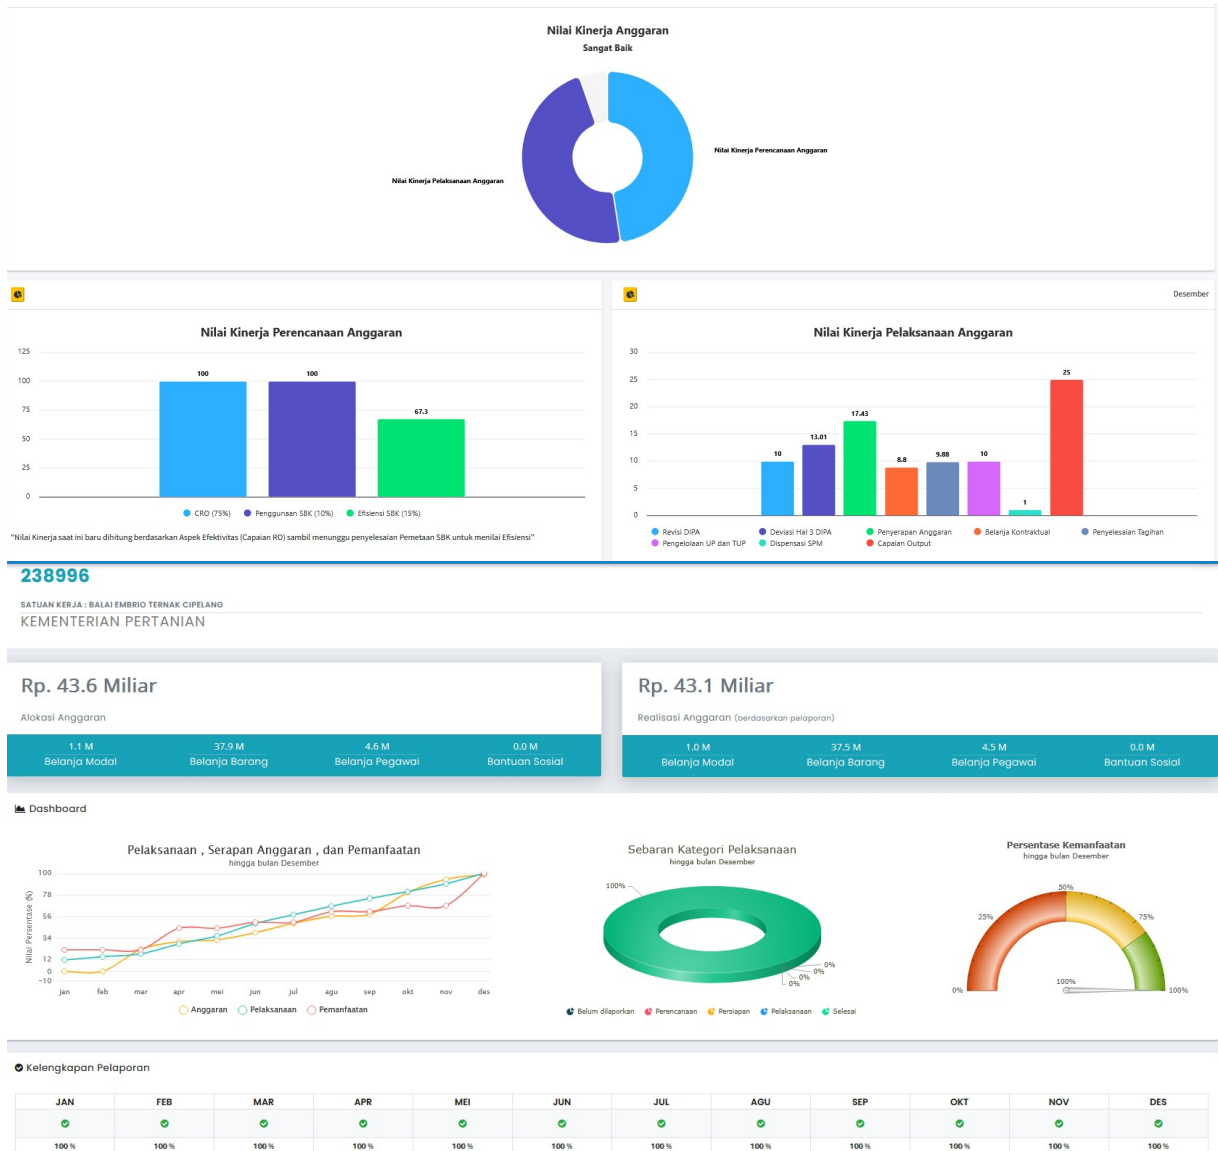 Nilai Kinerja Anggaran
Sangat Baik
Nilai Kinerja Perencanaan Anggaran
Nilai Kinerja Pelaksanaan Anggaran
Nilai Kinerja Perencanaan Anggaran
125
100
75
50
25
0
100
100
67.3
CRO (75%) Penggunaan SBK (10%) Efisiensi SBK (15%)
"Nilai Kinerja saat ini baru dihitung berdasarkan Aspek Efektivitas (Capaian RO) sambil menunggu penyelesaian Pemetaan SBK untuk menilai Efisiensi"
Desember
Nilai Kinerja Pelaksanaan Anggaran
30
25
20
15
10
5
0
10
13.01
17.43
8.8
9.88
10
1
25
Revisi DIPA Deviasi Hal 3 DIPA Penyerapan Anggaran Belanja Kontraktual Penyelesaian Tagihan
Pengelolaan UP dan TUP Dispensasi SPM Capaian Output
238996
SATUAN KERJA : BALAI EMBRIO TERNAK CIPELANG
KEMENTERIAN PERTANIAN
Rp. 43.6 Miliar
Alokasi Anggaran
1.1 M 37.9 M 4.6 M 0.0 M
Belanja Modal Belanja Barang Belanja Pegawai Bantuan Sosial
Rp. 43.1 Miliar
Realisasi Anggaran (berdasarkan pelaporan)
1.0 M 37.5 M 4.5 M 0.0 M
Belanja Modal Belanja Barang Belanja Pegawai Bantuan Sosial
Dashboard
Pelaksanaan , Serapan Anggaran , dan Pemanfaatan
hingga bulan Desember
Nilai Persentase (%)
100
78
56
34
12
0
-10
jan feb mar apr mei jun jul agu sep okt nov des
Anggaran Pelaksanaan Pemanfaatan
Sebaran Kategori Pelaksanaan
hingga bulan Desember
100%
0%
0%
0%
0%
Belum dilaporkan Perencanaan Persiapan Pelaksanaan Selesai
Persentase Kemanfaatan
hingga bulan Desember
0%
25%
50%
75%
100%
100%
Kelengkapan Pelaporan
JAN FEB MAR APR MEI JUN JUL AGU SEP OKT NOV DES
100 % 100 % 100 % 100 % 100 % 100 % 100 % 100 % 100 % 100 % 100 % 100 %